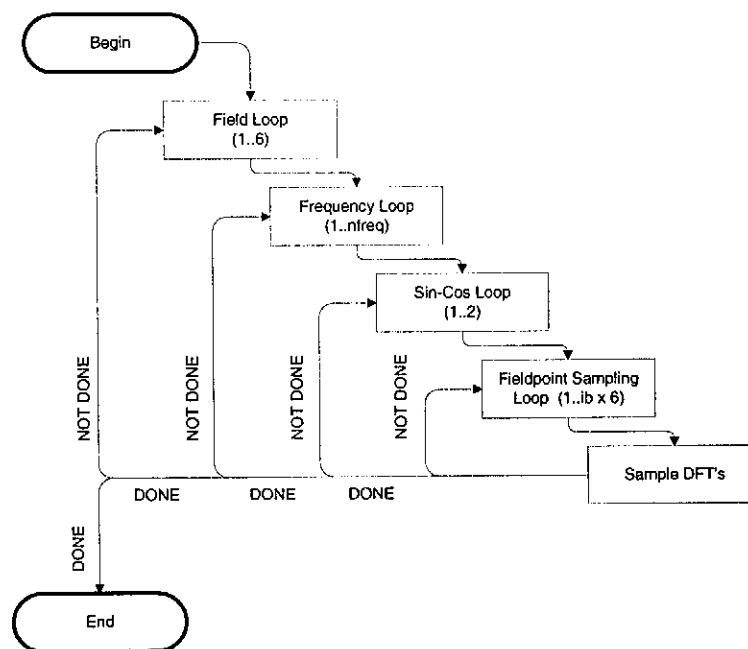 Begin
Field Loop
(1..6)
Frequency Loop
(1..nfreq)
Sin-Cos Loop
(1..2)
Fieldpoint Sampling
Loop (1..ib x 6)
Sample DFT's
NOT DONE
NOT DONE
NOT DONE
NOT DONE
DONE
DONE
DONE
DONE
End